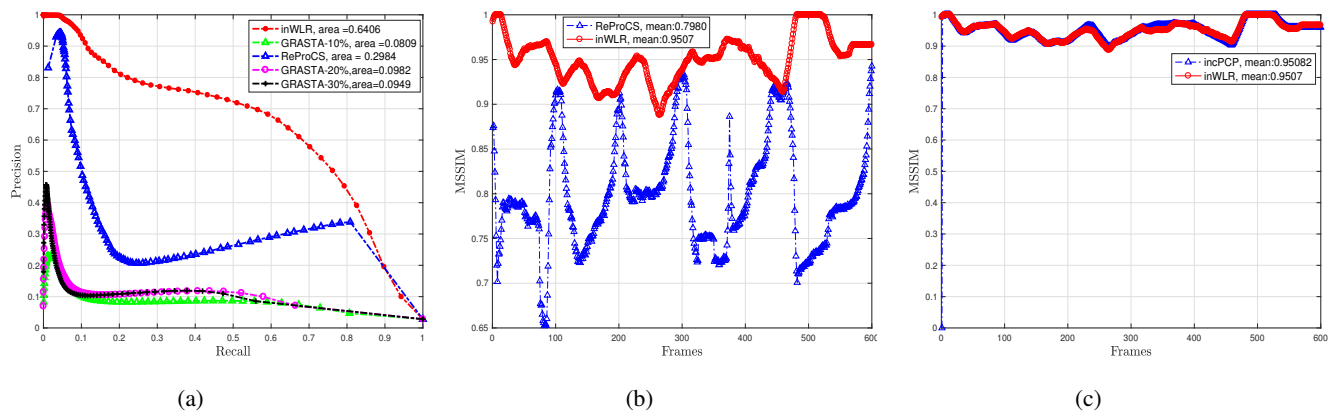 1
0.9
0.8
0.7
0.6
0.5
0.4
0.3
0.2
0.1
0
0 0.1 0.2 0.3 0.4 0.5 0.6 0.7 0.8 0.9 1
Precision
Recall
inWLR, area =0.6406
GRASTA-10%, area =0.0809
ReProCS, area = 0.2984
GRASTA-20%,area=0.0982
GRASTA-30%,area=0.0949
(a)
1
0.95
0.9
0.85
0.8
0.75
0.7
0.65
0 100 200 300 400 500 600
MSSIM
Frames
ReProCS, mean:0.7980
inWLR, mean:0.9507
(b)
1
0.9
0.8
0.7
0.6
0.5
0.4
0.3
0.2
0.1
0
0 100 200 300 400 500 600
MSSIM
Frames
incPCP, mean:0.95082
inWLR, mean:0.9507
(c)